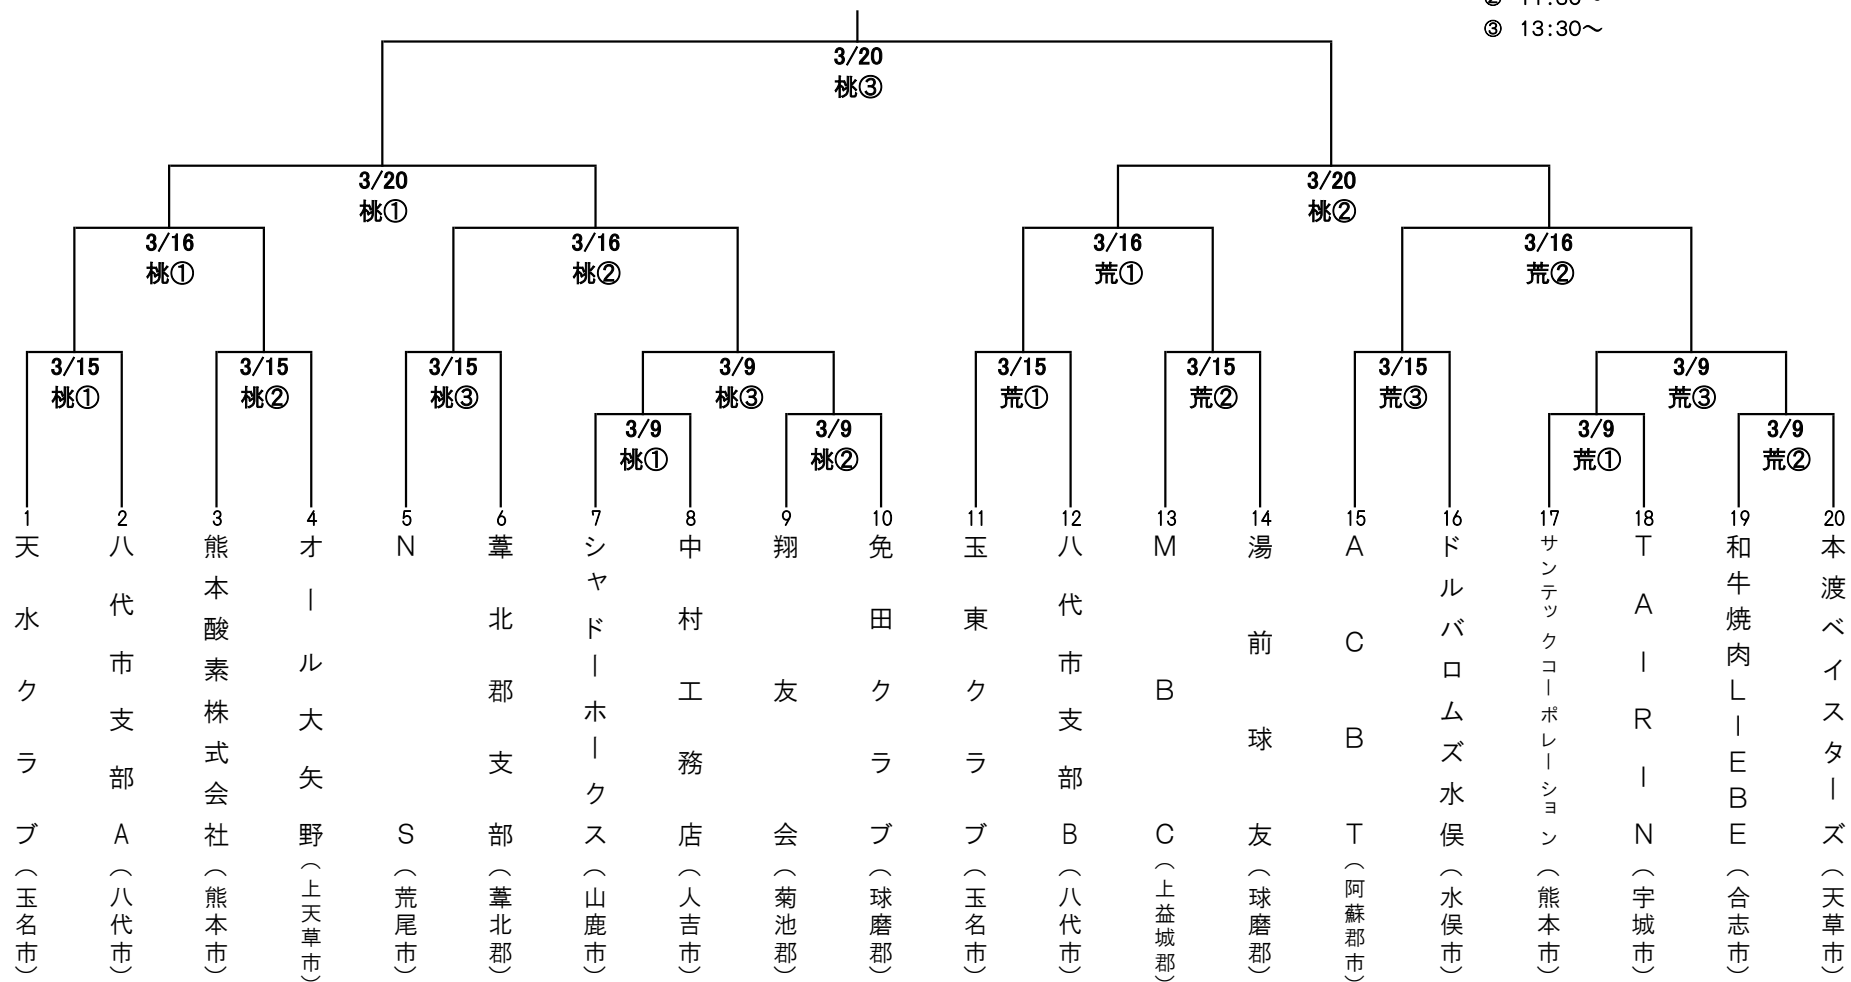 ③ 13:30～
3/20
桃③
3/20
桃①
3/20
桃②
3/16
桃①
3/16
桃②
3/16
荒①
3/16
荒②
3/15
桃①
3/15
桃②
3/15
桃③
3/9
桃③
3/15
荒①
3/15
荒②
3/15
荒③
3/9
荒③
3/9
桃①
3/9
桃②
3/9
荒①
3/9
荒②
1
天水クラブ(玉名市)
2
八代市支部A(八代市)
3
熊本酸素株式会社(熊本市)
4
オール大矢野(上天草市)
5
NS(荒尾市)
6
葦北郡支部(葦北郡)
7
シャドーホークス(山鹿市)
8
中村工務店(人吉市)
9
翔友会(菊池郡)
10
免田クラブ(球磨郡)
11
玉東クラブ(玉名市)
12
八代市支部B(八代市)
13
MBC(上益城郡)
14
湯前球友(球磨郡)
15
ACBT(阿蘇郡市)
16
ドルバロムズ水俣(水俣市)
17
サンテックコーポレーション(熊本市)
18
TAIRIN(宇城市)
19
和牛焼肉LIEBE(合志市)
20
本渡ベイスターズ(天草市)